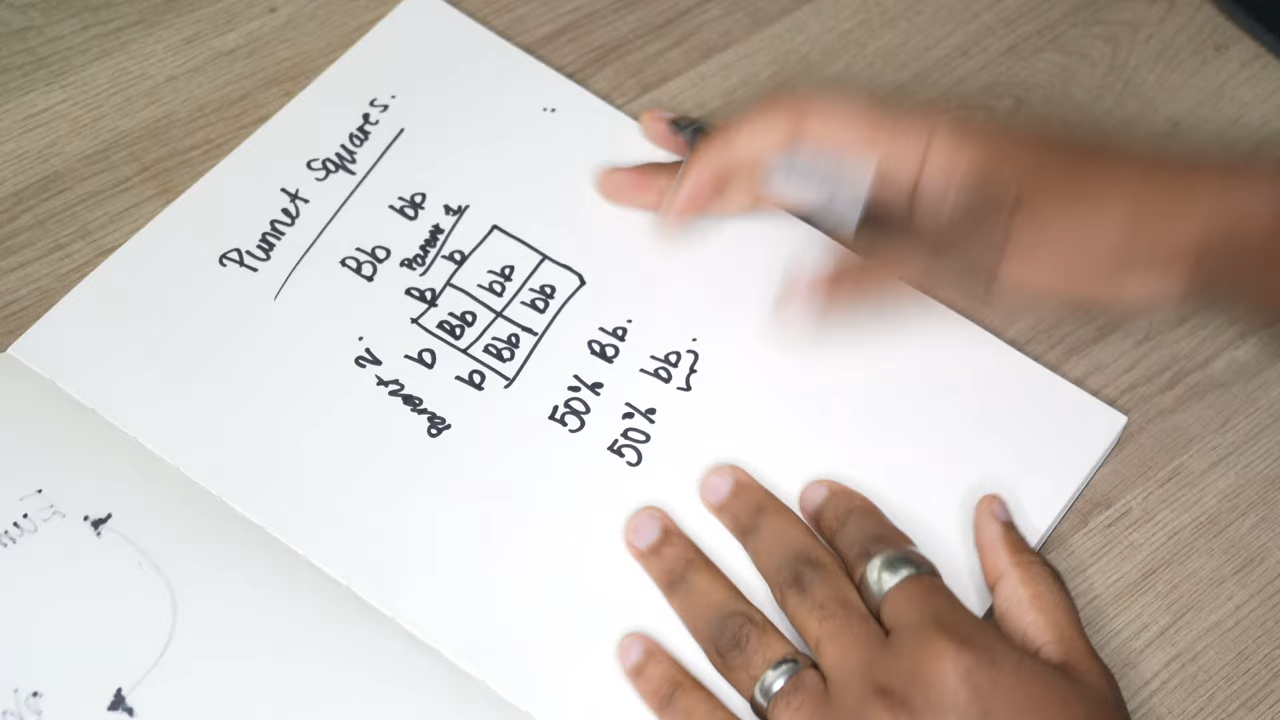 Punnet Squares.
Bb bb
Parent 1
B b
Parent 2.
b Bb bb
b Bb bb
50% Bb.
50% bb.